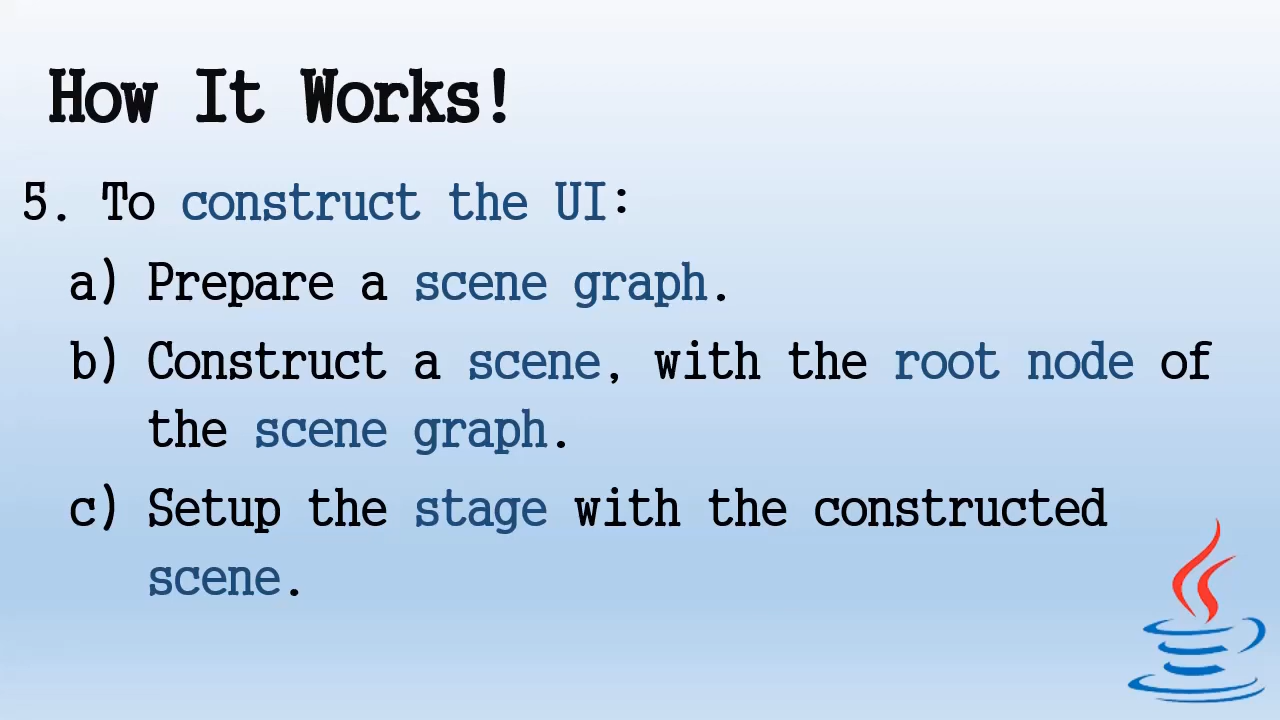 How It Works!
5. To construct the UI:
a) Prepare a scene graph.
b) Construct a scene, with the root node of
the scene graph.
c) Setup the stage with the constructed
scene.